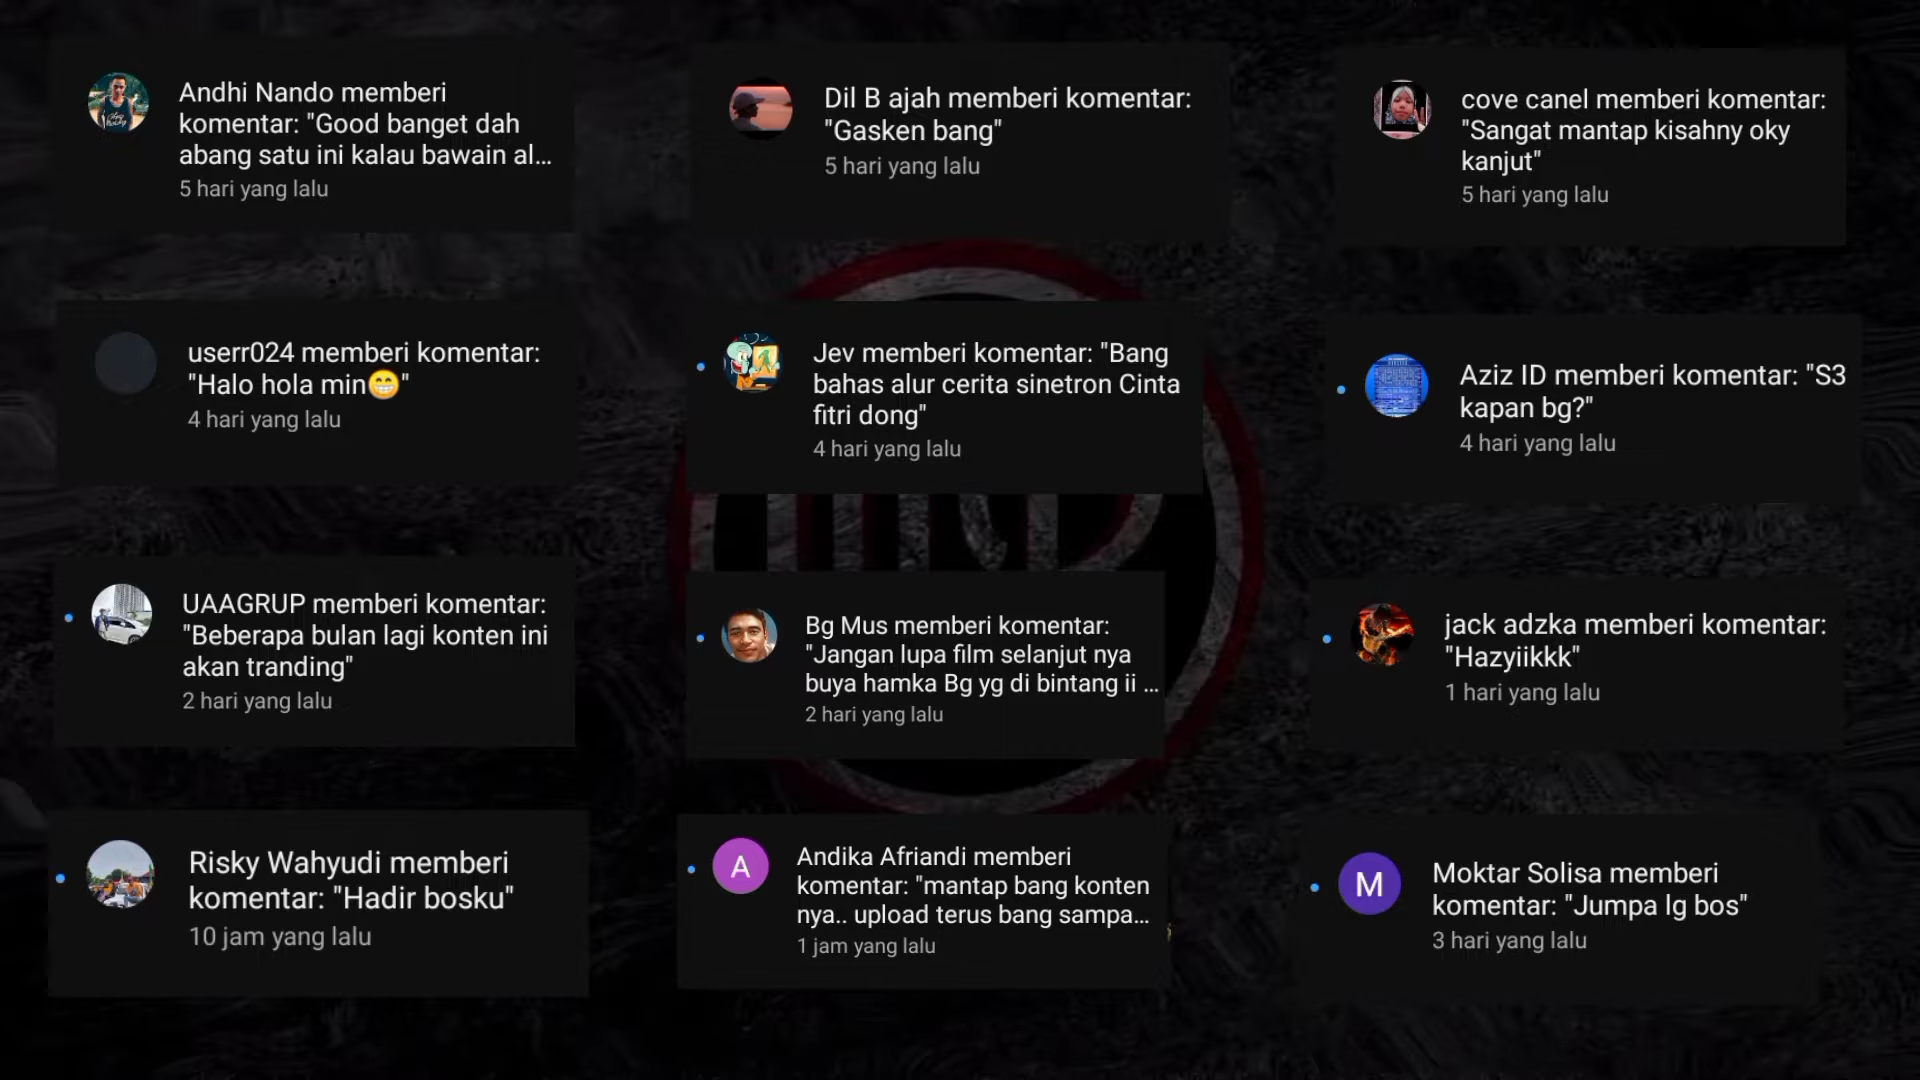 Andhi Nando memberi
komentar: "Good banget dah
abang satu ini kalau bawain al...
5 hari yang lalu
Dil B ajah memberi komentar:
"Gasken bang"
5 hari yang lalu
cove canel memberi komentar:
"Sangat mantap kisahny oky
kanjut"
5 hari yang lalu
userr024 memberi komentar:
"Halo hola min😁"
4 hari yang lalu
Jev memberi komentar: "Bang
bahas alur cerita sinetron Cinta
fitri dong"
4 hari yang lalu
Aziz ID memberi komentar: "S3
kapan bg?"
4 hari yang lalu
UAAGRUP memberi komentar:
"Beberapa bulan lagi konten ini
akan tranding"
2 hari yang lalu
Bg Mus memberi komentar:
"Jangan lupa film selanjut nya
buya hamka Bg yg di bintang ii ...
2 hari yang lalu
jack adzka memberi komentar:
"Hazyiikkk"
1 hari yang lalu
Risky Wahyudi memberi
komentar: "Hadir bosku"
10 jam yang lalu
A
Andika Afriandi memberi
komentar: "mantap bang konten
nya.. upload terus bang sampa...
1 jam yang lalu
M
Moktar Solisa memberi
komentar: "Jumpa lg bos"
3 hari yang lalu